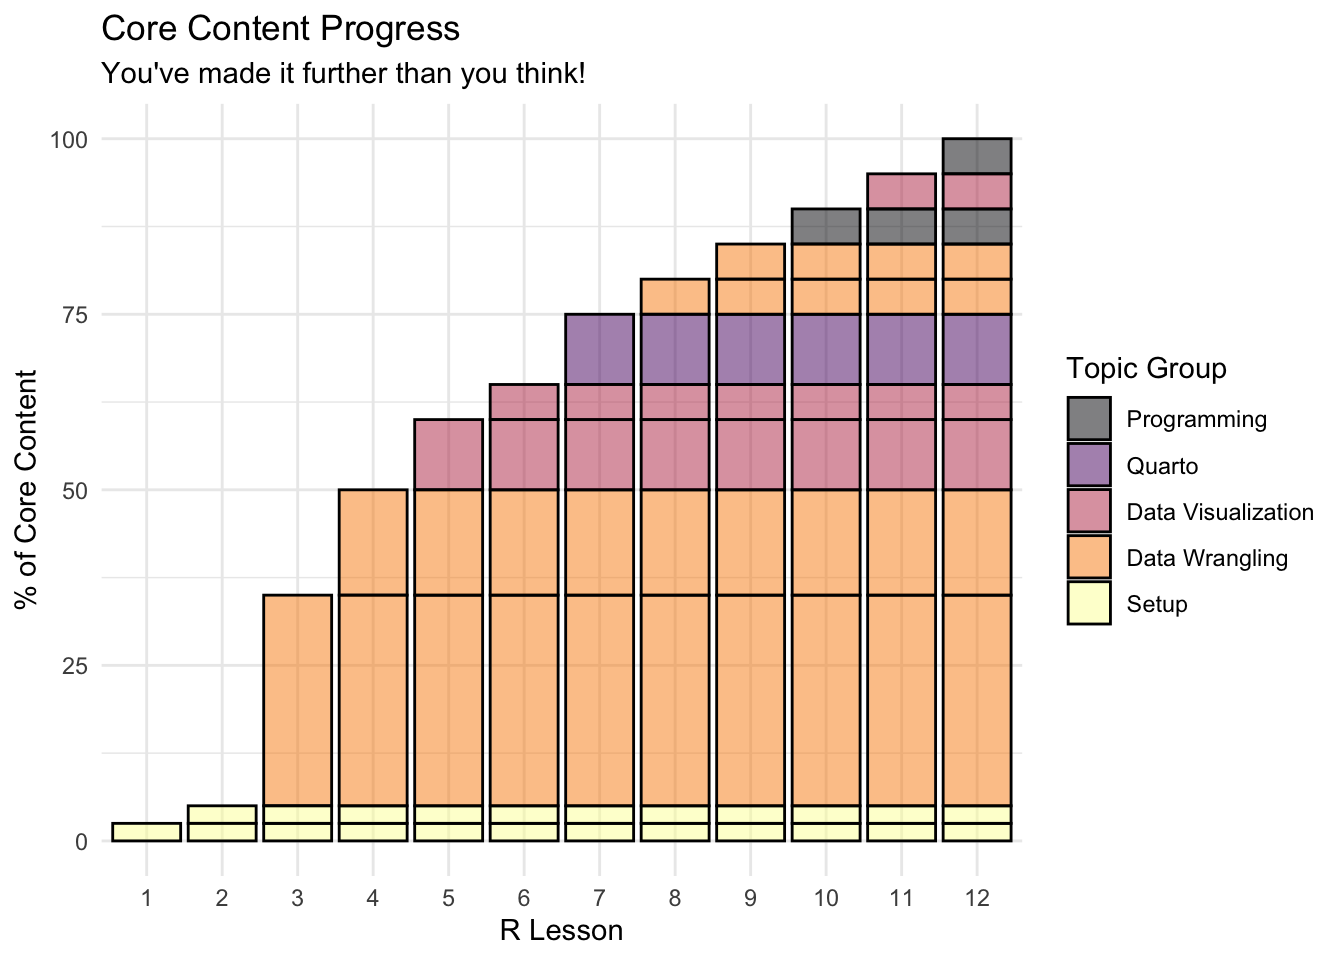 Core Content Progress
You've made it further than you think!
% of Core Content
100
75
50
25
0
1 2 3 4 5 6 7 8 9 10 11 12
R Lesson
Topic Group
Programming
Quarto
Data Visualization
Data Wrangling
Setup